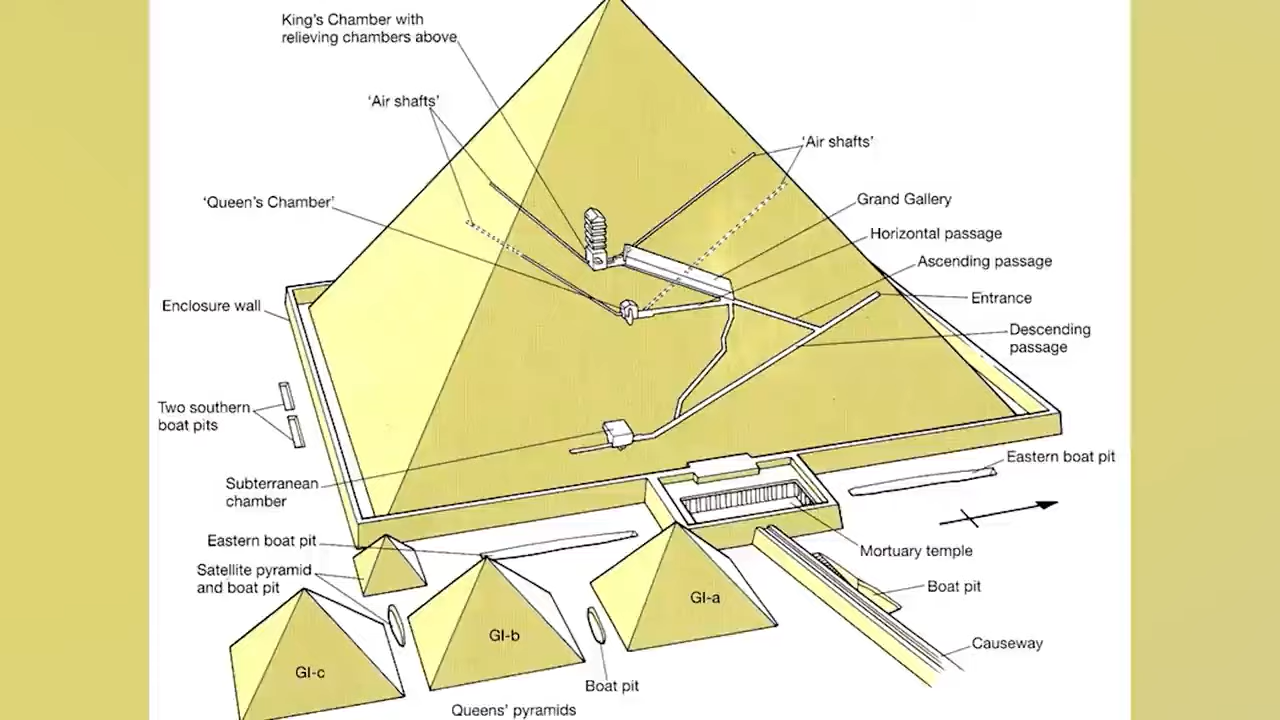 King's Chamber with
relieving chambers above
'Air shafts'
'Air shafts'
'Queen's Chamber'
Grand Gallery
Horizontal passage
Ascending passage
Enclosure wall
Entrance
Descending
passage
Two southern
boat pits
Subterranean
chamber
Eastern boat pit
Eastern boat pit
Mortuary temple
Satellite pyramid
and boat pit
Boat pit
GI-a
GI-b
GI-c
Causeway
Boat pit
Queens' pyramids